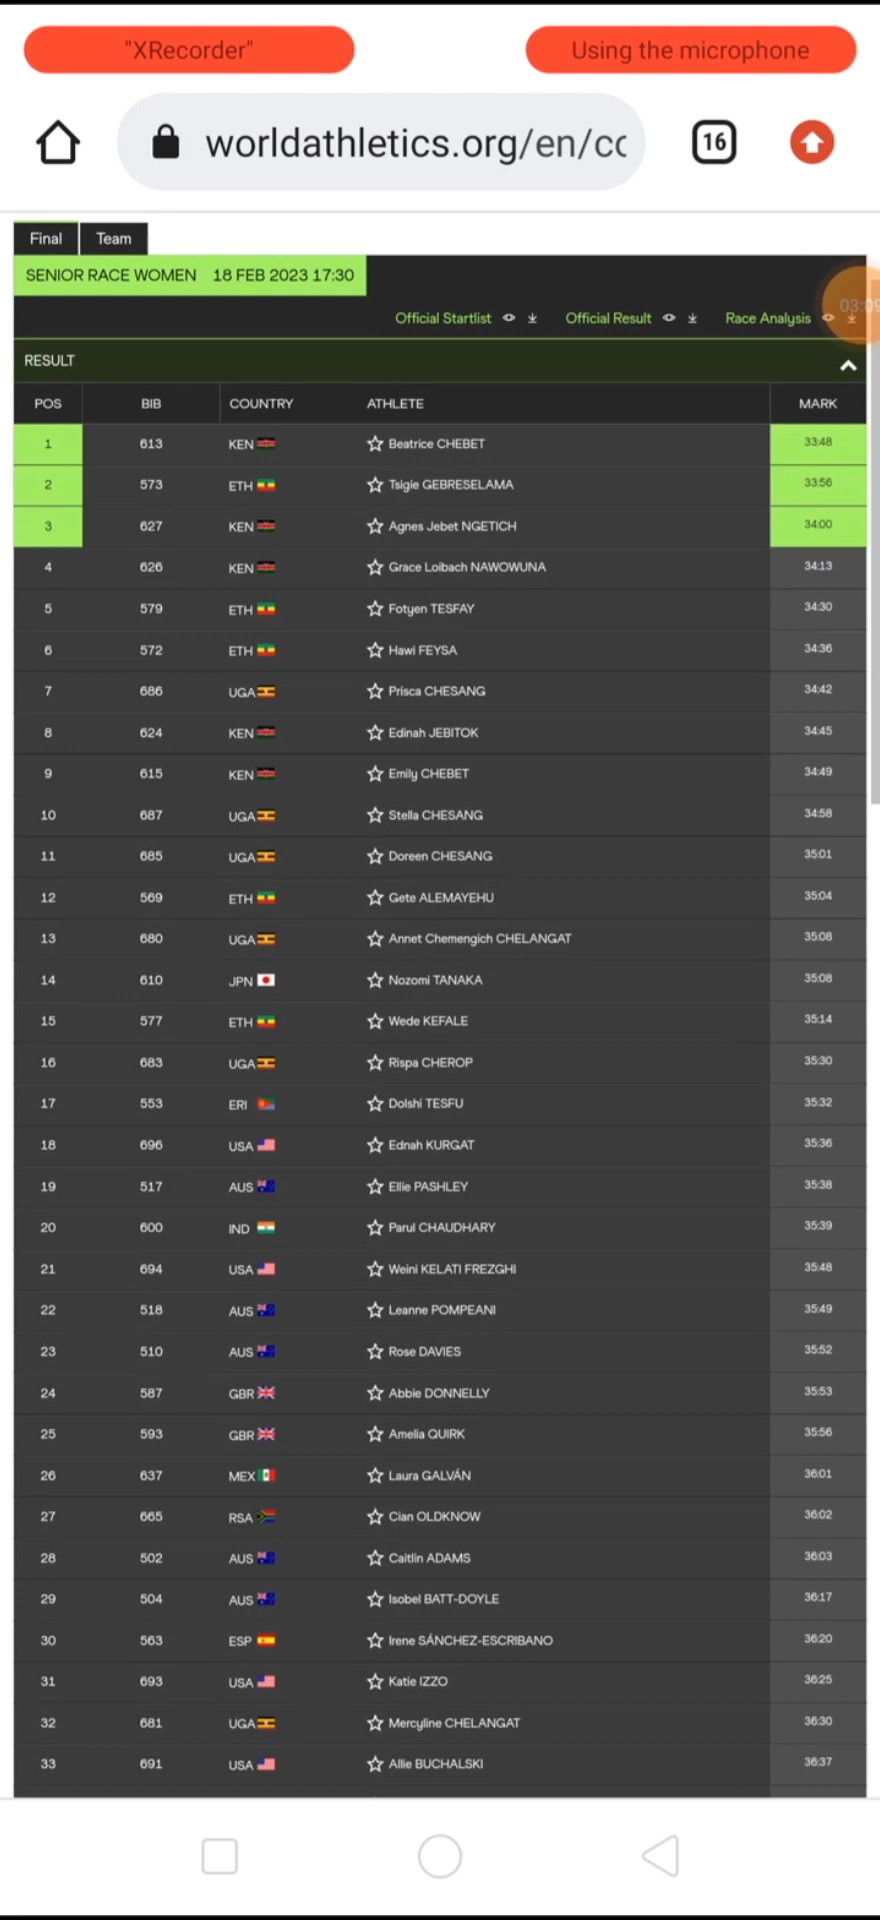 "XRecorder" Using the microphone
worldathletics.org/en/cc 16
Final Team
SENIOR RACE WOMEN 18 FEB 2023 17:30
03:09
Official Startlist Official Result Race Analysis
RESULT
POS BIB COUNTRY ATHLETE MARK
1 613 KEN Beatrice CHEBET 33:48
2 573 ETH Tsigie GEBRESELAMA 33:56
3 627 KEN Agnes Jebet NGETICH 34:00
4 626 KEN Grace Loibach NAWOWUNA 34:13
5 579 ETH Fotyen TESFAY 34:30
6 572 ETH Hawi FEYSA 34:36
7 686 UGA Prisca CHESANG 34:42
8 624 KEN Edinah JEBITOK 34:45
9 615 KEN Emily CHEBET 34:49
10 687 UGA Stella CHESANG 34:58
11 685 UGA Doreen CHESANG 35:01
12 569 ETH Gete ALEMAYEHU 35:04
13 680 UGA Annet Chemengich CHELANGAT 35:08
14 610 JPN Nozomi TANAKA 35:08
15 577 ETH Wede KEFALE 35:14
16 683 UGA Rispa CHEROP 35:30
17 553 ERI Dolshi TESFU 35:32
18 696 USA Ednah KURGAT 35:36
19 517 AUS Ellie PASHLEY 35:38
20 600 IND Parul CHAUDHARY 35:39
21 694 USA Weini KELATI FREZGHI 35:48
22 518 AUS Leanne POMPEANI 35:49
23 510 AUS Rose DAVIES 35:52
24 587 GBR Abbie DONNELLY 35:53
25 593 GBR Amelia QUIRK 35:56
26 637 MEX Laura GALVÁN 36:01
27 665 RSA Cian OLDKNOW 36:02
28 502 AUS Caitlin ADAMS 36:03
29 504 AUS Isobel BATT-DOYLE 36:17
30 563 ESP Irene SÁNCHEZ-ESCRIBANO 36:20
31 693 USA Katie IZZO 36:25
32 681 UGA Mercyline CHELANGAT 36:30
33 691 USA Allie BUCHALSKI 36:37